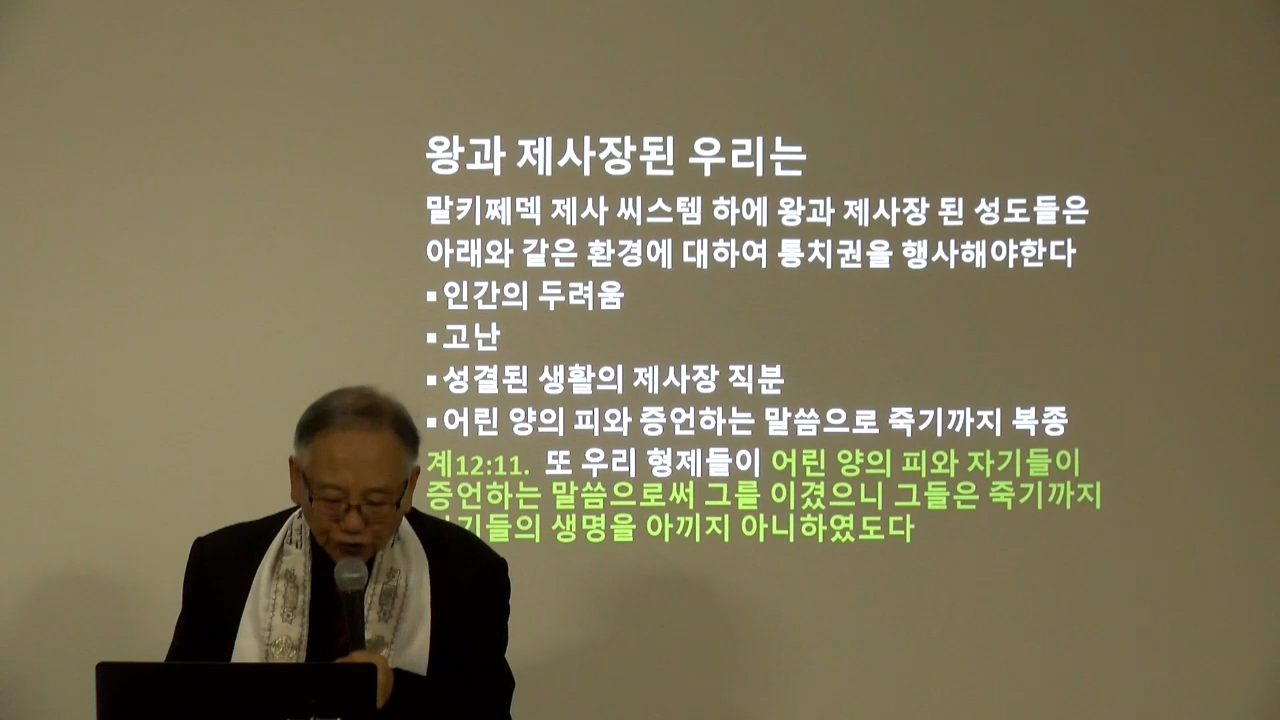 왕과 제사장된 우리는
말키쩨덱 제사 씨스템 하에 왕과 제사장 된 성도들은
아래와 같은 환경에 대하여 통치권을 행사해야한다
▪인간의 두려움
▪고난
▪성결된 생활의 제사장 직분
▪어린 양의 피와 증언하는 말씀으로 죽기까지 복종
계12:11. 또 우리 형제들이 어린 양의 피와 자기들이
증언하는 말씀으로써 그를 이겼으니 그들은 죽기까지
생명을 아끼지 아니하였도다